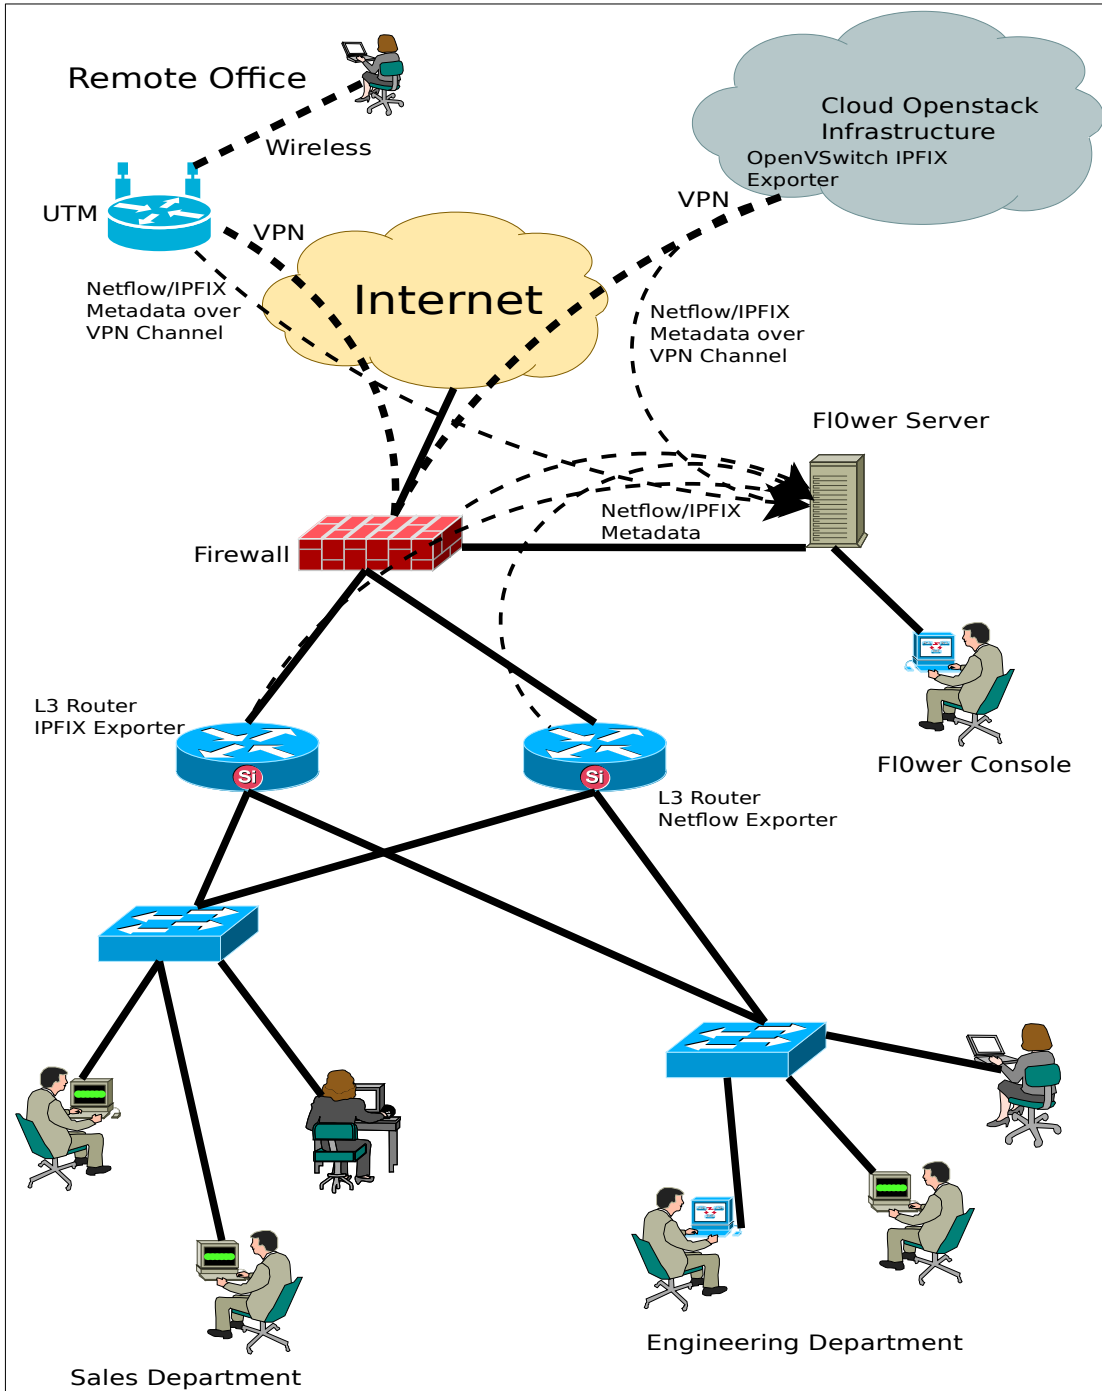 Remote Office
Wireless
UTM
VPN
Netflow/IPFIX
Metadata over
VPN Channel
Internet
Cloud Openstack
Infrastructure
OpenVSwitch IPFIX
Exporter
VPN
Netflow/IPFIX
Metadata over
VPN Channel
Fl0wer Server
Netflow/IPFIX
Metadata
Firewall
Fl0wer Console
L3 Router
IPFIX Exporter
Si
Si
L3 Router
Netflow Exporter
Engineering Department
Sales Department